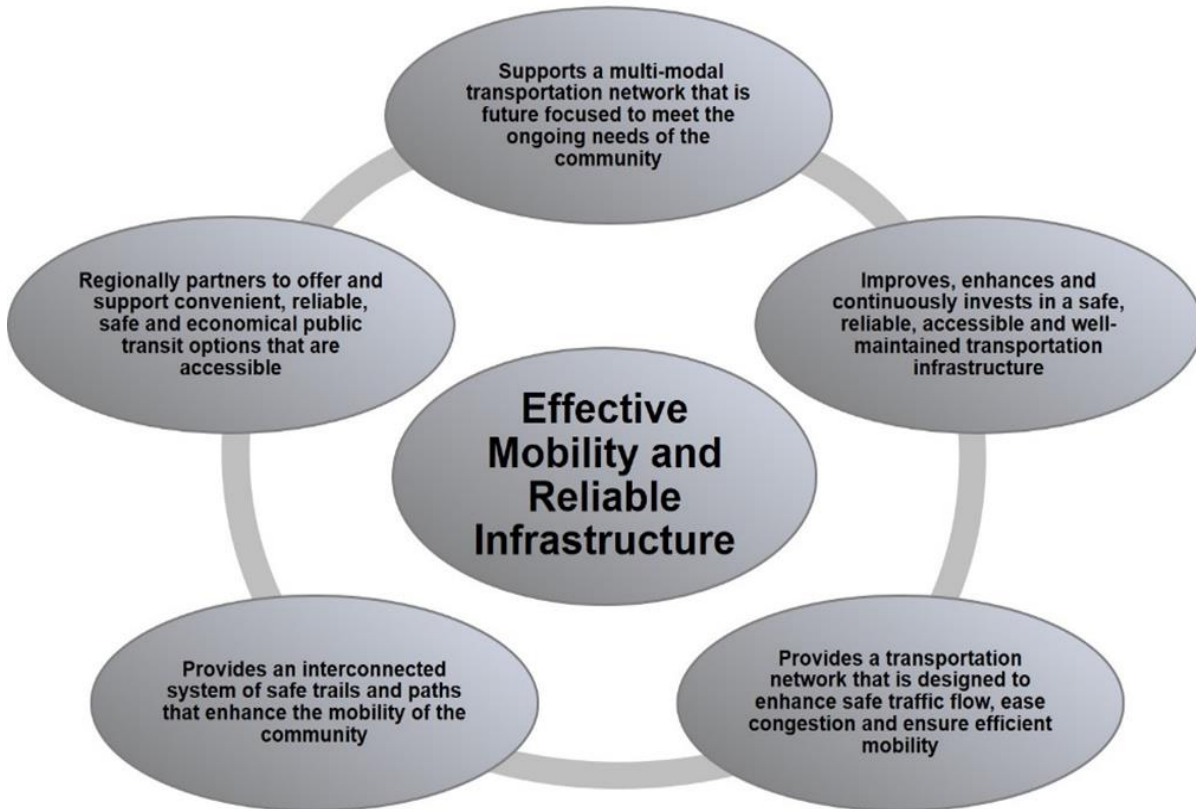 Supports a multi-modal
transportation network that is
future focused to meet the
ongoing needs of the
community
Regionally partners to offer and
support convenient, reliable,
safe and economical public
transit options that are
accessible
Improves, enhances and
continuously invests in a safe,
reliable, accessible and well-
maintained transportation
infrastructure
Effective
Mobility and
Reliable
Infrastructure
Provides an interconnected
system of safe trails and paths
that enhance the mobility of the
community
Provides a transportation
network that is designed to
enhance safe traffic flow, ease
congestion and ensure efficient
mobility